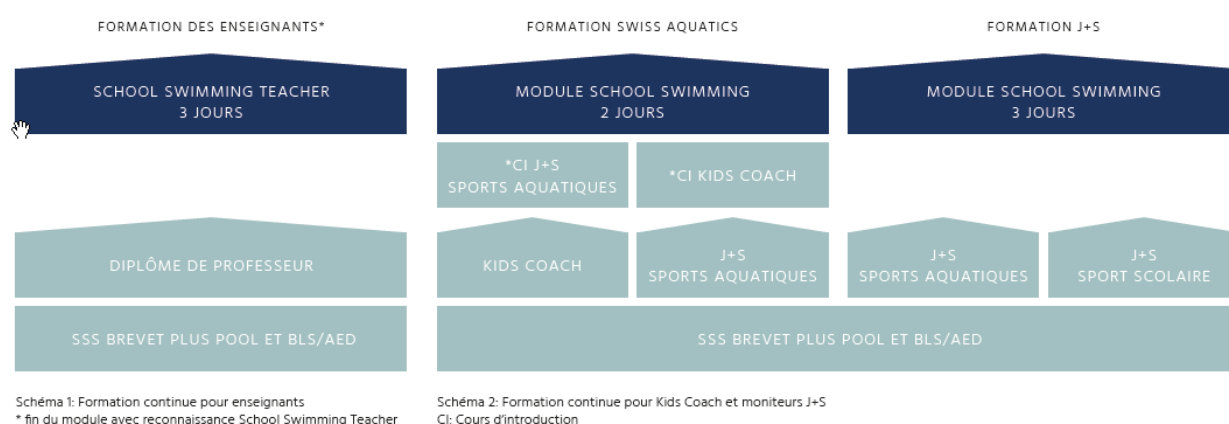 FORMATION DES ENSEIGNANTS*
SCHOOL SWIMMING TEACHER
3 JOURS
DIPLÔME DE PROFESSEUR
SSS BREVET PLUS POOL ET BLS/AED
Schéma 1: Formation continue pour enseignants
* fin du module avec reconnaissance School Swimming Teacher
FORMATION SWISS AQUATICS
MODULE SCHOOL SWIMMING
2 JOURS
*CI J+S
SPORTS AQUATIQUES
*CI KIDS COACH
KIDS COACH
J+S
SPORTS AQUATIQUES
FORMATION J+S
MODULE SCHOOL SWIMMING
3 JOURS
J+S
SPORTS AQUATIQUES
J+S
SPORT SCOLAIRE
SSS BREVET PLUS POOL ET BLS/AED
Schéma 2: Formation continue pour Kids Coach et moniteurs J+S
CI: Cours d'introduction